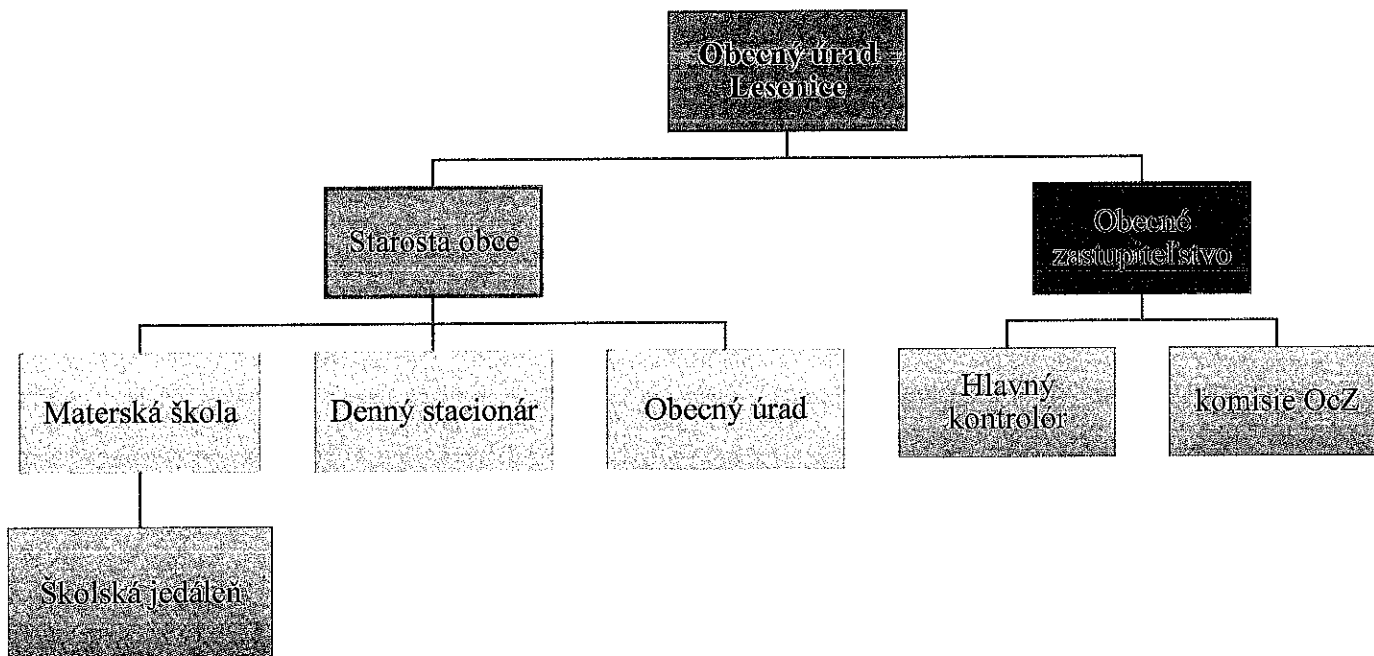 Obecný úrad
Lesenice
Starosta obce
Obecné
zastupiteľstvo
Materská škola
Denný stacionár
Obecný úrad
Hlavný
kontrolór
komisie OcZ
Školská jedáleň